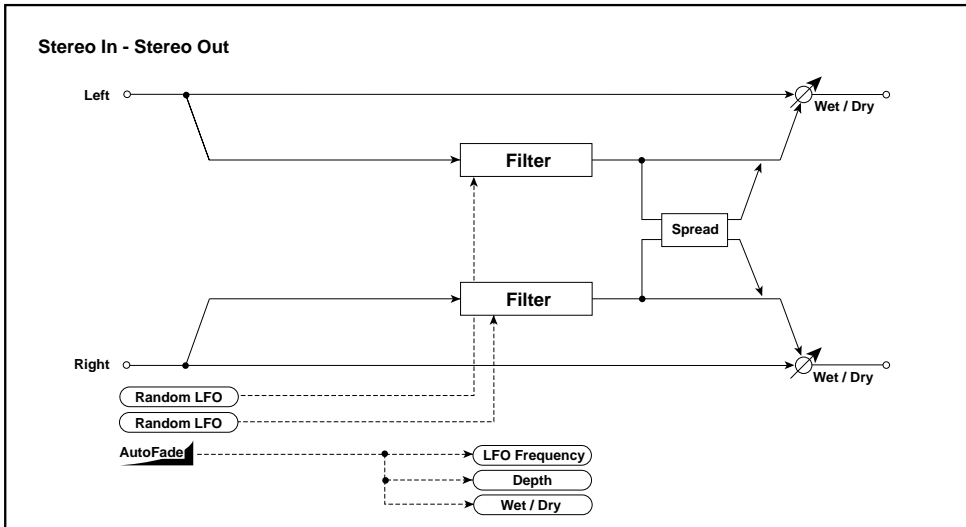 Stereo In - Stereo Out
Left
Wet / Dry
Filter
Spread
Filter
Right
Wet / Dry
Random LFO
Random LFO
AutoFade
LFO Frequency
Depth
Wet / Dry